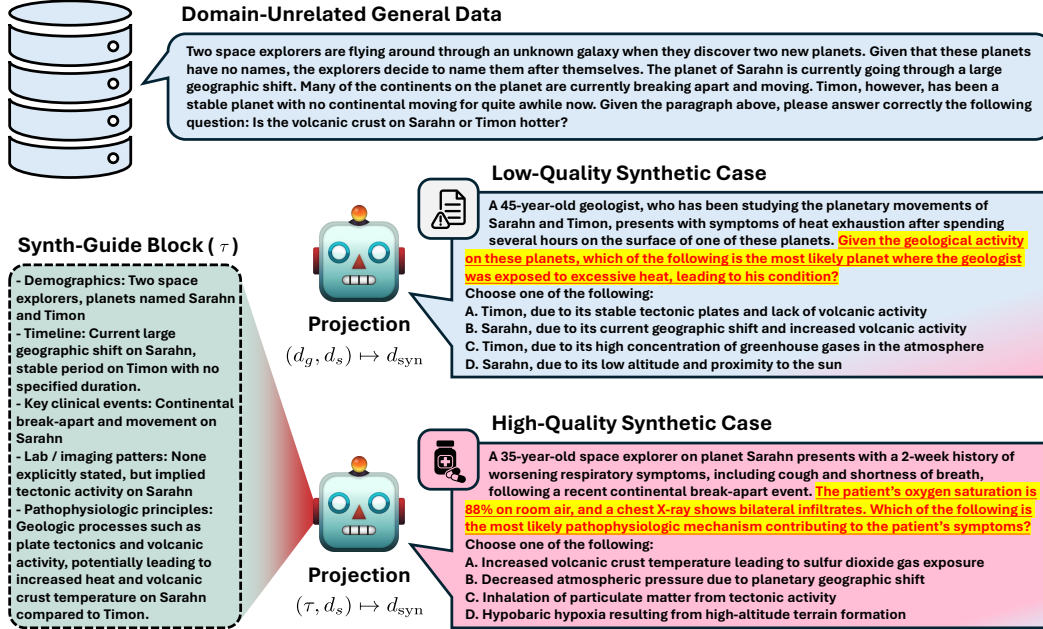 Domain-Unrelated General Data
Two space explorers are flying around through an unknown galaxy when they discover two new planets. Given that these planets
have no names, the explorers decide to name them after themselves. The planet of Sarahn is currently going through a large
geographic shift. Many of the continents on the planet are currently breaking apart and moving. Timon, however, has been a
stable planet with no continental moving for quite awhile now. Given the paragraph above, please answer correctly the following
question: Is the volcanic crust on Sarahn or Timon hotter?
Low-Quality Synthetic Case
A 45-year-old geologist, who has been studying the planetary movements of
Sarahn and Timon, presents with symptoms of heat exhaustion after spending
several hours on the surface of one of these planets. Given the geological activity
on these planets, which of the following is the most likely planet where the geologist
was exposed to excessive heat, leading to his condition?
Choose one of the following:
A. Timon, due to its stable tectonic plates and lack of volcanic activity
B. Sarahn, due to its current geographic shift and increased volcanic activity
C. Timon, due to its high concentration of greenhouse gases in the atmosphere
D. Sarahn, due to its low altitude and proximity to the sun
Projection
(d_g, d_s) ↦ d_syn
Synth-Guide Block ( τ )
- Demographics: Two space
explorers, planets named Sarahn
and Timon
- Timeline: Current large
geographic shift on Sarahn,
stable period on Timon with no
specified duration.
- Key clinical events: Continental
break-apart and movement on
Sarahn
- Lab / imaging patters: None
explicitly stated, but implied
tectonic activity on Sarahn
- Pathophysiologic principles:
Geologic processes such as
plate tectonics and volcanic
activity, potentially leading to
increased heat and volcanic
crust temperature on Sarahn
compared to Timon.
High-Quality Synthetic Case
A 35-year-old space explorer on planet Sarahn presents with a 2-week history of
worsening respiratory symptoms, including cough and shortness of breath,
following a recent continental break-apart event. The patient's oxygen saturation is
88% on room air, and a chest X-ray shows bilateral infiltrates. Which of the following is
the most likely pathophysiologic mechanism contributing to the patient's symptoms?
Choose one of the following:
A. Increased volcanic crust temperature leading to sulfur dioxide gas exposure
B. Decreased atmospheric pressure due to planetary geographic shift
C. Inhalation of particulate matter from tectonic activity
D. Hypobaric hypoxia resulting from high-altitude terrain formation
Projection
(τ, d_s) ↦ d_syn